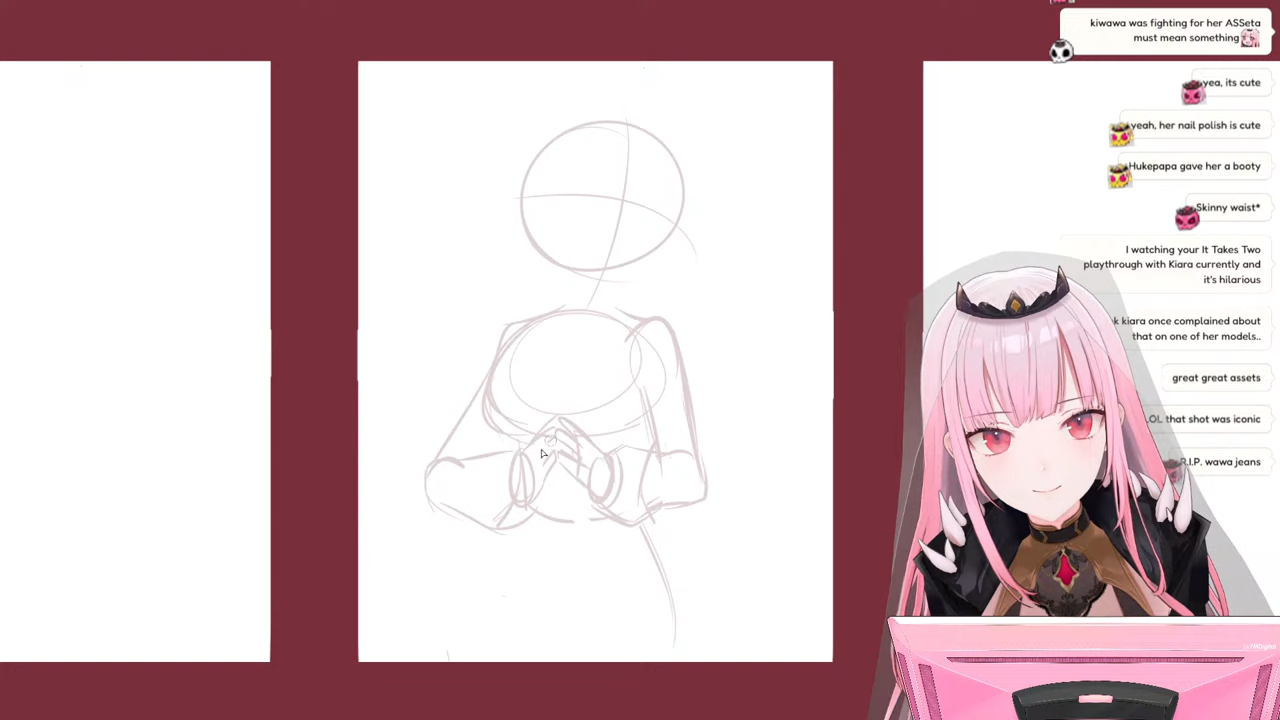 kiwawa was fighting for her ASSeta
must mean something
yea, its cute
yeah, her nail polish is cute
Hukepapa gave her a booty
Skinny waist*
I watching your It Takes Two
playthrough with Kiara currently and
it's hilarious
k kiara once complained about
that on one of her models..
great great assets
LOL that shot was iconic
R.I.P. wawa jeans